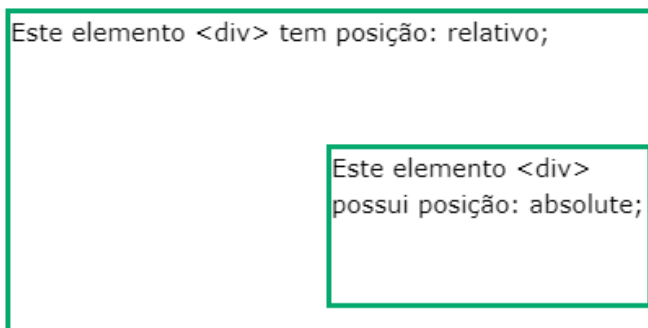 Este elemento <div> tem posição: relativo;
Este elemento <div>
possui posição: absolute;